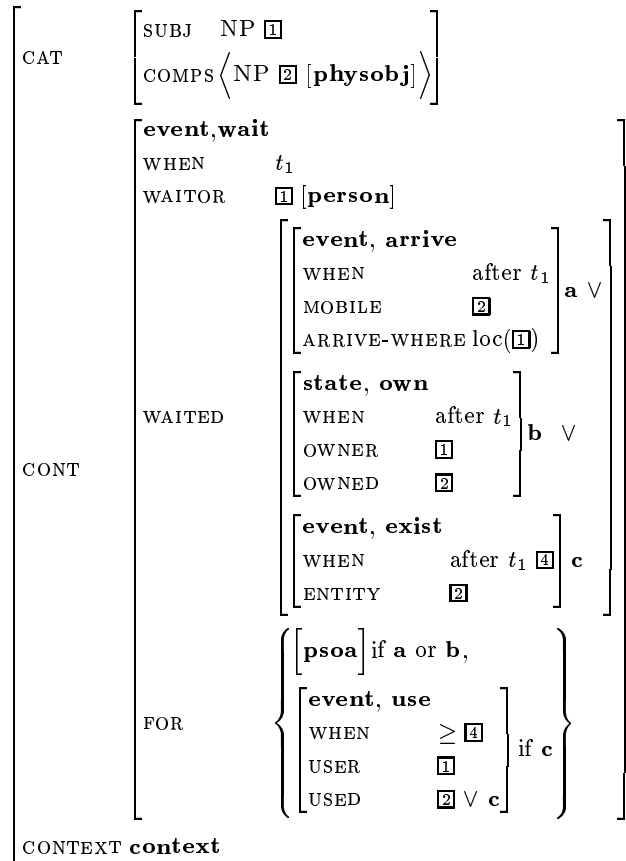 CAT
SUBJ NP 1
COMPS ⟨NP 2 [physobj]⟩
CONT
event,wait
WHEN t1
WAITOR 1 [person]
WAITED
event, arrive
WHEN after t1
MOBILE 2
ARRIVE-WHERE loc(1)
a ∨
state, own
WHEN after t1
OWNER 1
OWNED 2
b ∨
event, exist
WHEN after t1 4
ENTITY 2
c
FOR
[psoa] if a or b,
event, use
WHEN ≥ 4
USER 1
USED 2 ∨ c
if c
CONTEXT context